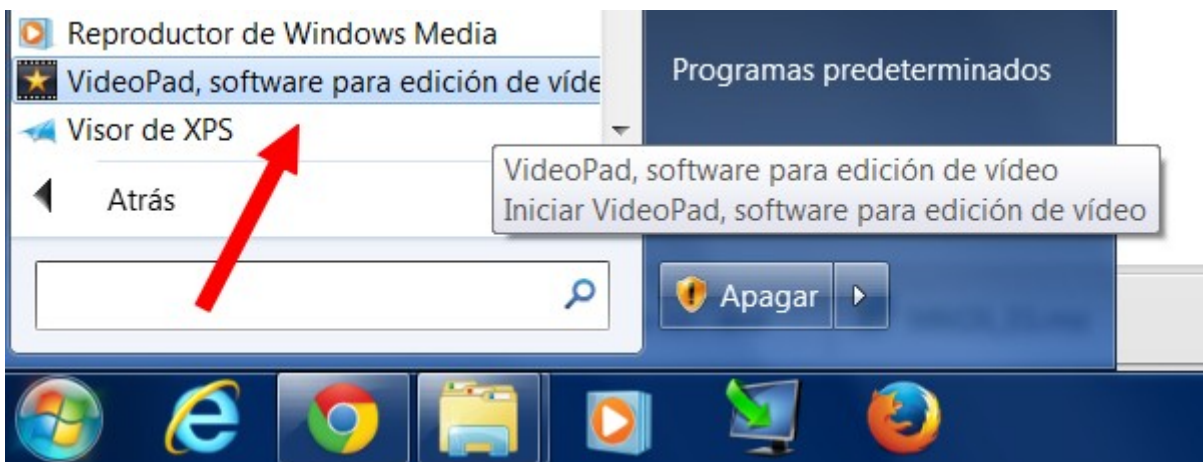 Reproductor de Windows Media
VideoPad, software para edición de víde
Visor de XPS
Atrás
Programas predeterminados
VideoPad, software para edición de vídeo
Iniciar VideoPad, software para edición de vídeo
Apagar